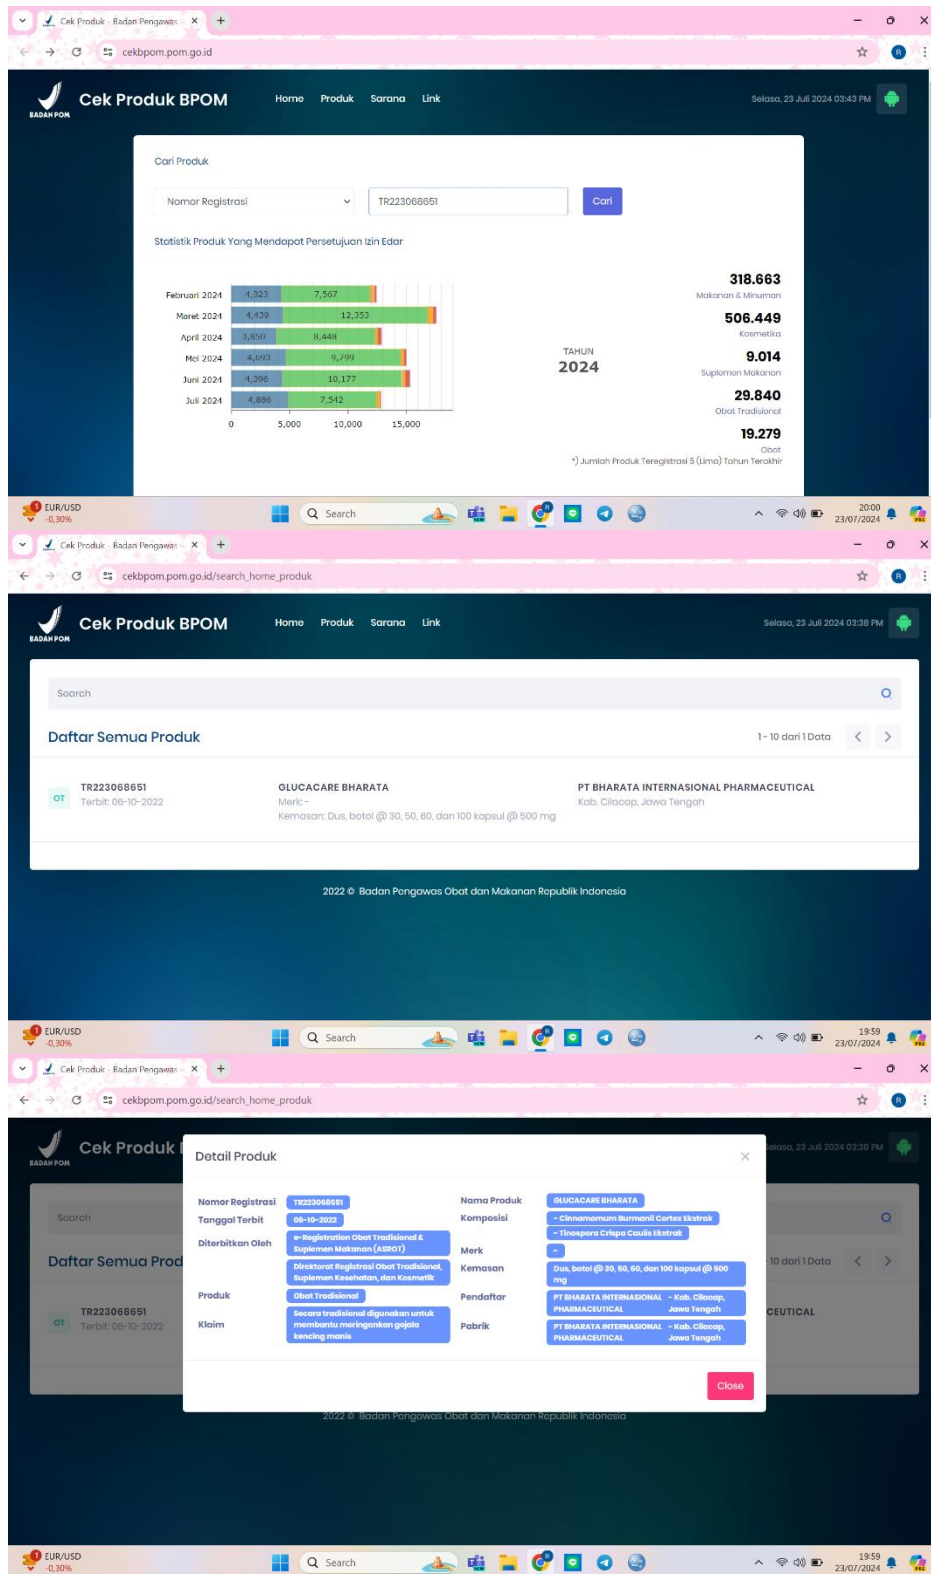 Cek Produk - Badan Pengawas
cekbpom.pom.go.id
R
BADAN POM
Cek Produk BPOM
Home Produk Sarana Link
Selasa, 23 Juli 2024 03:43 PM
Cari Produk
Nomor Registrasi
TR223068651
Cari
Statistik Produk Yang Mendapat Persetujuan Izin Edar
Februari 2024 4,323 7,567
Maret 2024 4,439 12,353
April 2024 3,850 8,448
Mei 2024 4,693 9,799
Juni 2024 4,396 10,177
Juli 2024 4,886 7,542
0 5,000 10,000 15,000
TAHUN
2024
318.663
Makanan & Minuman
506.449
Kosmetika
9.014
Suplemen Makanan
29.840
Obat Tradisional
19.279
Obat
*) Jumlah Produk Teregistrasi 5 (Lima) Tahun Terakhir
1
EUR/USD
-0,30%
Search
20:00
23/07/2024
Cek Produk - Badan Pengawas
cekbpom.pom.go.id/search_home_produk
R
BADAN POM
Cek Produk BPOM
Home Produk Sarana Link
Selasa, 23 Juli 2024 03:38 PM
Search
Daftar Semua Produk
1 - 10 dari 1 Data
OT
TR223068651
Terbit: 06-10-2022
GLUCACARE BHARATA
Merk: -
Kemasan: Dus, botol @ 30, 50, 60, dan 100 kapsul @ 500 mg
PT BHARATA INTERNASIONAL PHARMACEUTICAL
Kab. Cilacap, Jawa Tengah
2022 © Badan Pengawas Obat dan Makanan Republik Indonesia
1
EUR/USD
-0,30%
Search
19:59
23/07/2024
Cek Produk - Badan Pengawas
cekbpom.pom.go.id/search_home_produk
R
BADAN POM
Cek Produk
Selasa, 23 Juli 2024 03:38 PM
Search
Daftar Semua Prod
10 dari 1 Data
OT
TR223068651
Terbit: 06-10-2022
CEUTICAL
Detail Produk
Nomor Registrasi TR223068651
Tanggal Terbit 06-10-2022
Diterbitkan Oleh e-Registration Obat Tradisional &
Suplemen Makanan (ASROT)
Direktorat Registrasi Obat Tradisional,
Suplemen Kesehatan, dan Kosmetik
Produk Obat Tradisional
Klaim Secara tradisional digunakan untuk
membantu meringankan gejala
kencing manis
Nama Produk GLUCACARE BHARATA
Komposisi - Cinnamomum Burmanii Cortex Ekstrak
- Tinospora Crispa Caulis Ekstrak
Merk -
Kemasan Dus, botol @ 30, 50, 60, dan 100 kapsul @ 500
mg
Pendaftar PT BHARATA INTERNASIONAL - Kab. Cilacap,
PHARMACEUTICAL Jawa Tengah
Pabrik PT BHARATA INTERNASIONAL - Kab. Cilacap,
PHARMACEUTICAL Jawa Tengah
Close
2022 © Badan Pengawas Obat dan Makanan Republik Indonesia
1
EUR/USD
-0,30%
Search
19:59
23/07/2024